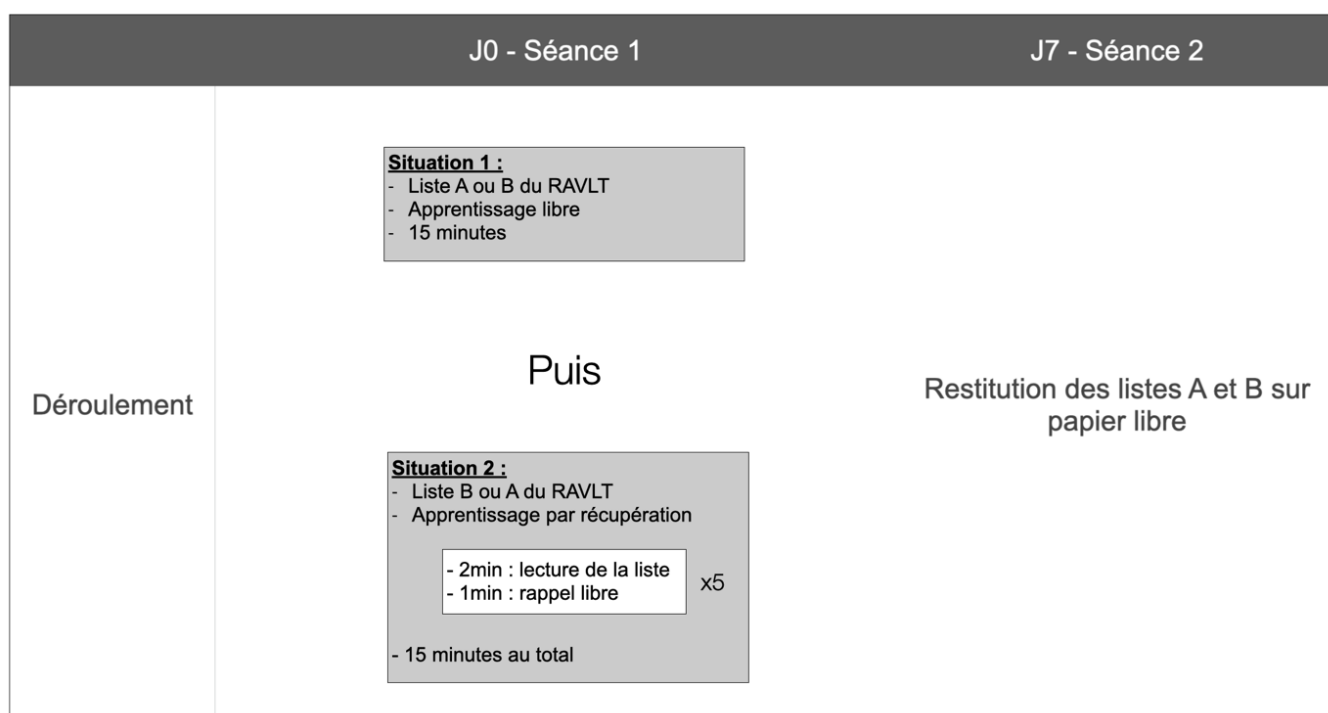 J0 - Séance 1
J7 - Séance 2
Déroulement
Situation 1 :
- Liste A ou B du RAVLT
- Apprentissage libre
- 15 minutes
Puis
Situation 2 :
- Liste B ou A du RAVLT
- Apprentissage par récupération
- 2min : lecture de la liste
- 1min : rappel libre
x5
- 15 minutes au total
Restitution des listes A et B sur
papier libre